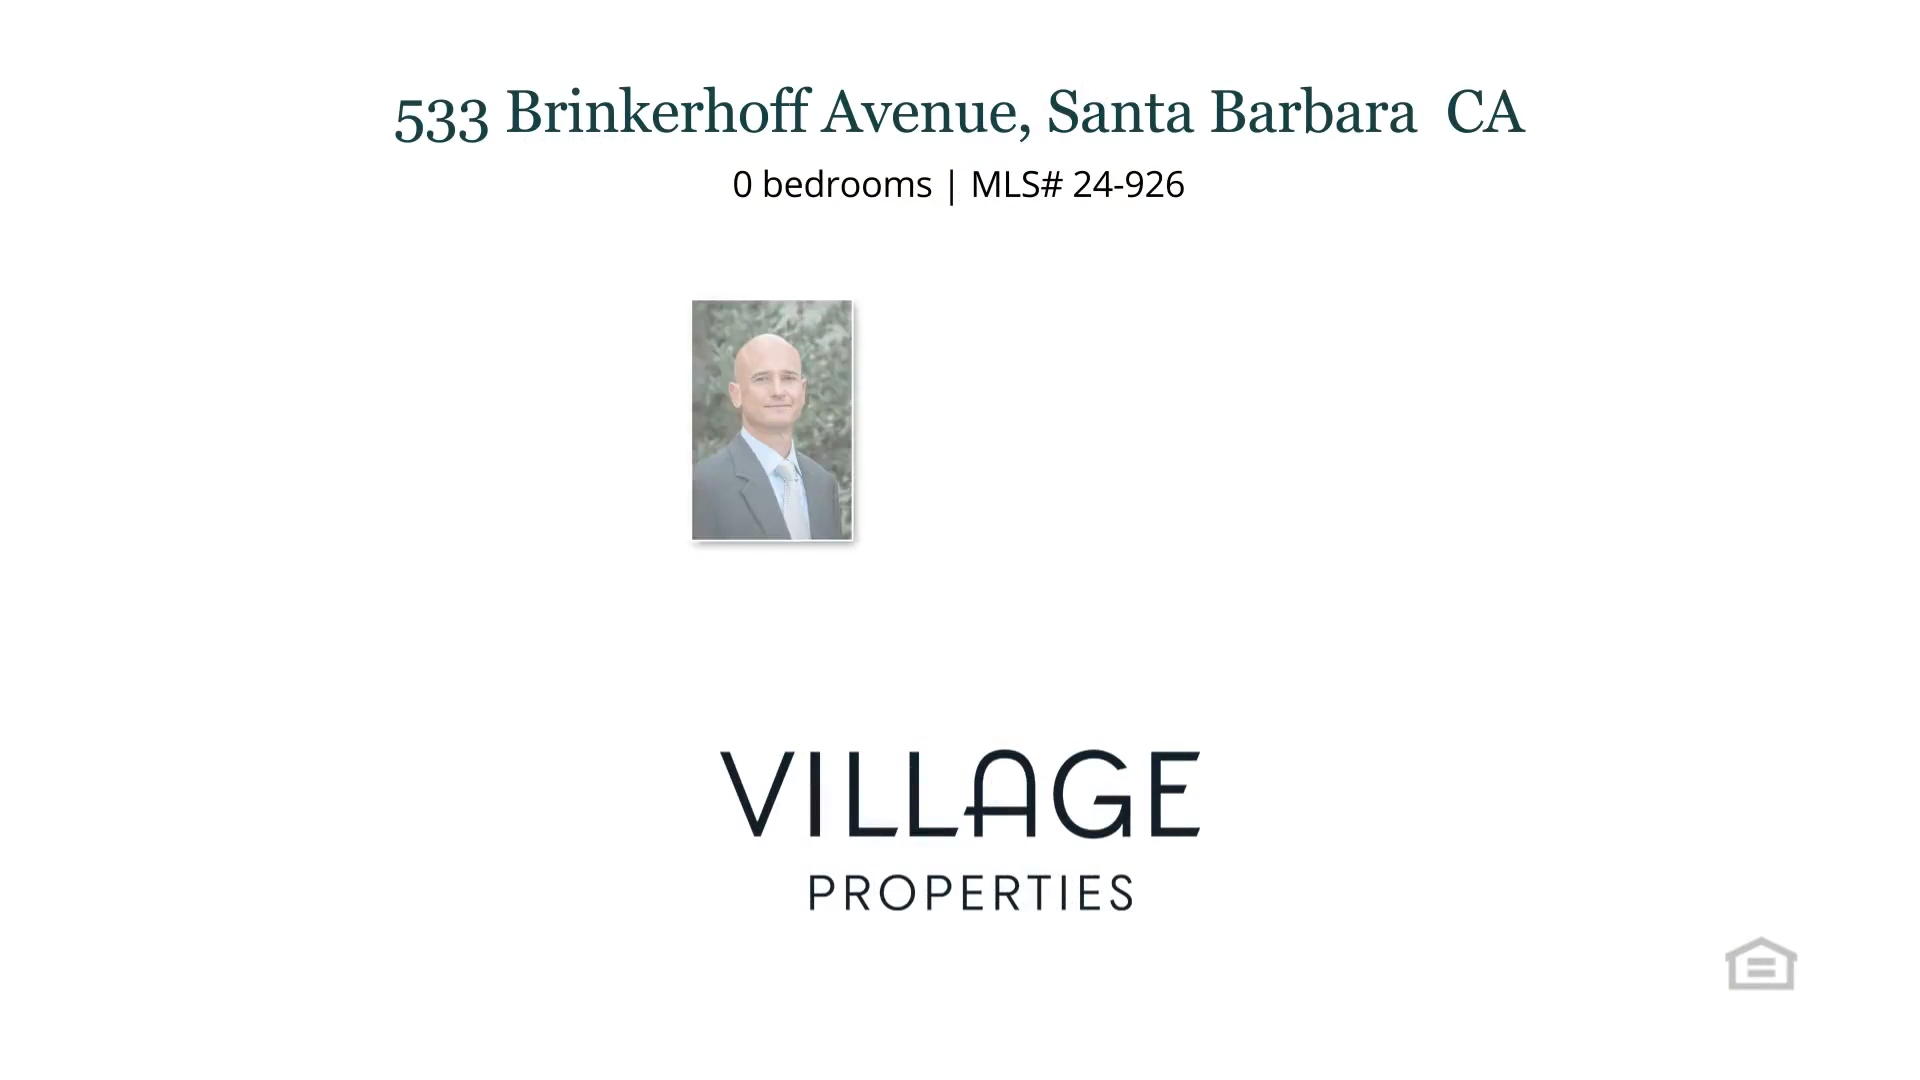 533 Brinkerhoff Avenue, Santa Barbara  CA
0 bedrooms | MLS# 24-926
VILLAGE
PROPERTIES